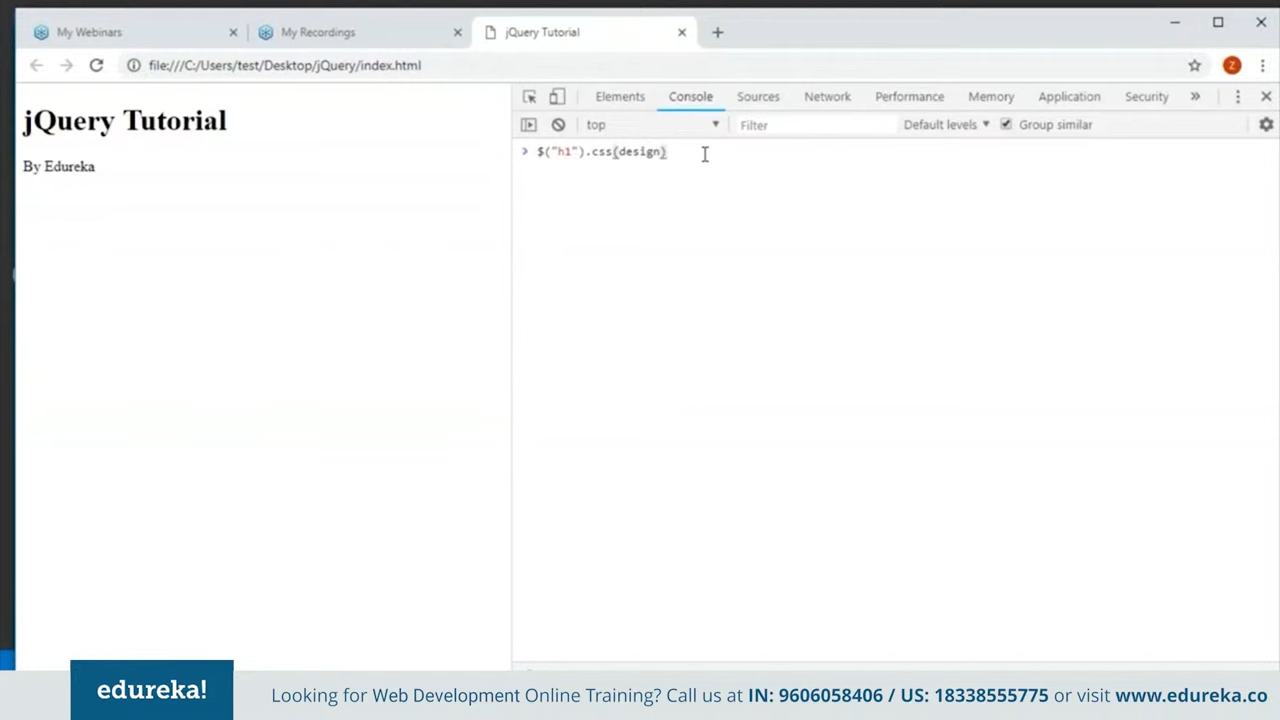 My Webinars
My Recordings
jQuery Tutorial
file:///C:/Users/test/Desktop/jQuery/index.html
Z
Elements Console Sources Network Performance Memory Application Security
top
Filter
Default levels
Group similar
$("h1").css(design)
jQuery Tutorial
By Edureka
edureka!
Looking for Web Development Online Training? Call us at IN: 9606058406 / US: 18338555775 or visit www.edureka.co